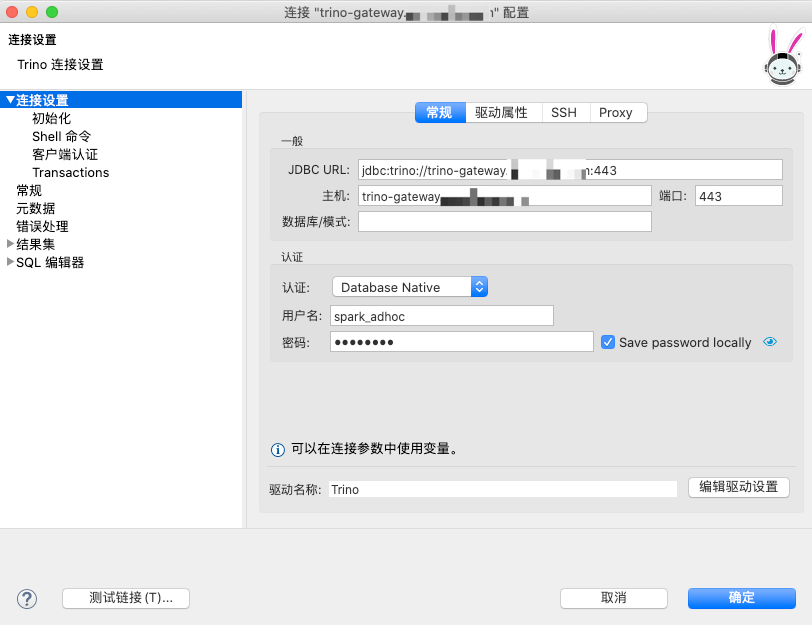 连接 "trino-gateway." 配置
连接设置
Trino 连接设置
连接设置
初始化
Shell 命令
客户端认证
Transactions
常规
元数据
错误处理
结果集
SQL 编辑器
常规 驱动属性 SSH Proxy
一般
JDBC URL: jdbc:trino://trino-gateway. :443
主机: trino-gateway 端口: 443
数据库/模式:
认证
认证: Database Native
用户名: spark_adhoc
密码: ●●●●●●●● Save password locally
可以在连接参数中使用变量。
驱动名称: Trino 编辑驱动设置
? 测试链接(T)... 取消 确定